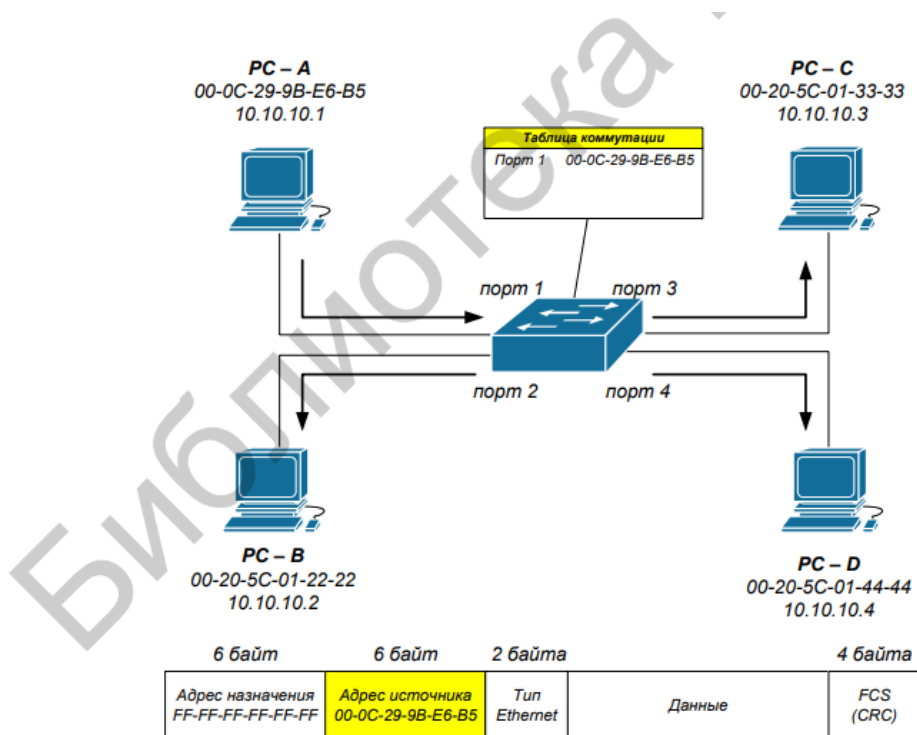 PC – A
00-0C-29-9B-E6-B5
10.10.10.1
PC – C
00-20-5C-01-33-33
10.10.10.3
Таблица коммутации
Порт 1 00-0C-29-9B-E6-B5
порт 1
порт 3
порт 2
порт 4
PC – B
00-20-5C-01-22-22
10.10.10.2
PC – D
00-20-5C-01-44-44
10.10.10.4
6 байт
6 байт
2 байта
4 байта
Адрес назначения
FF-FF-FF-FF-FF-FF
Адрес источника
00-0C-29-9B-E6-B5
Тип
Ethernet
Данные
FCS
(CRC)
Библиотека